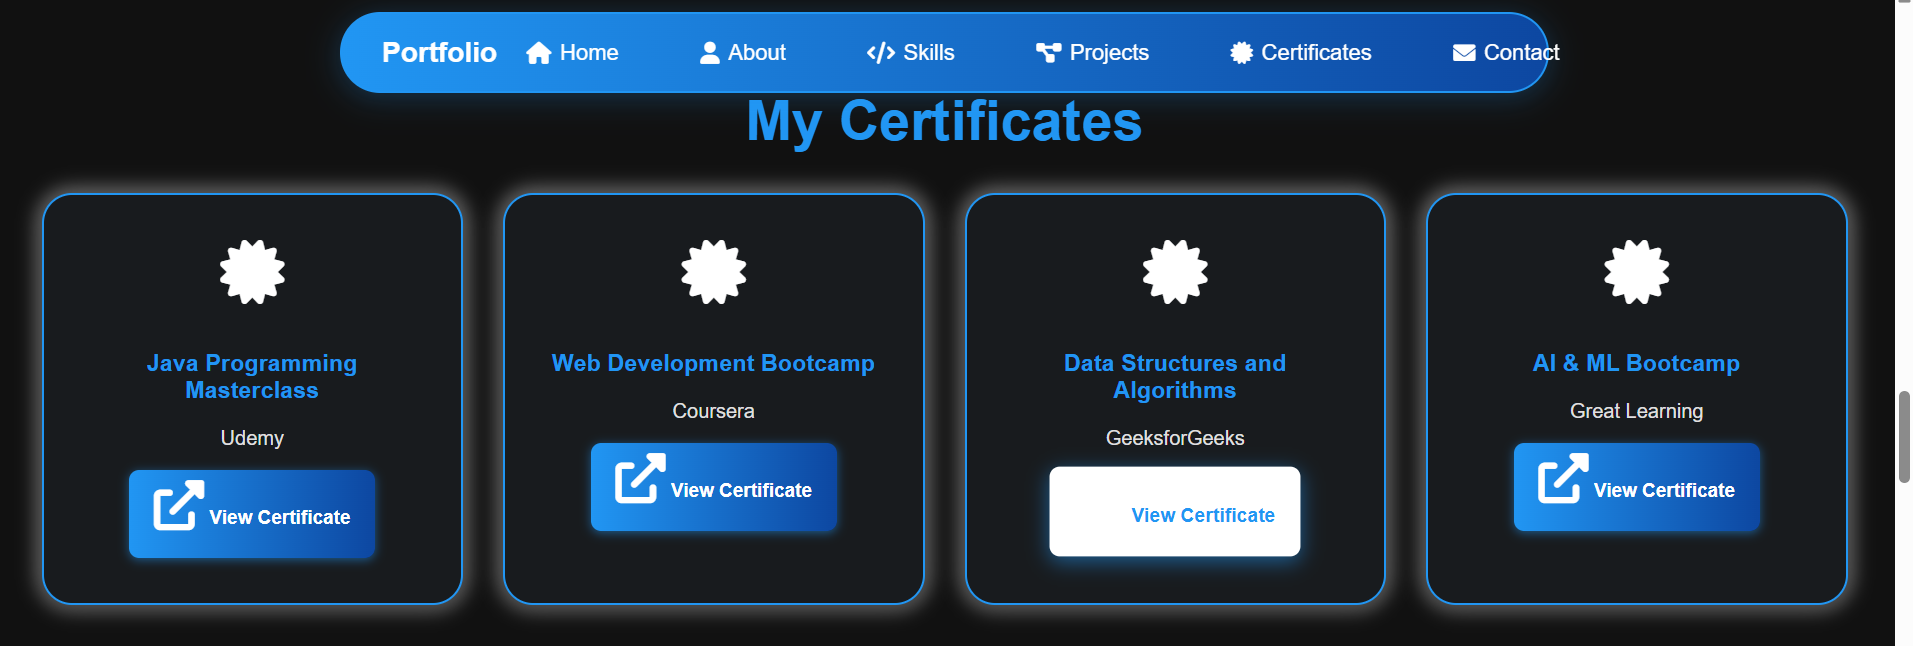 Portfolio Home About Skills Projects Certificates Contact
My Certificates
Java Programming
Masterclass
Udemy
View Certificate
Web Development Bootcamp
Coursera
View Certificate
Data Structures and
Algorithms
GeeksforGeeks
View Certificate
AI & ML Bootcamp
Great Learning
View Certificate